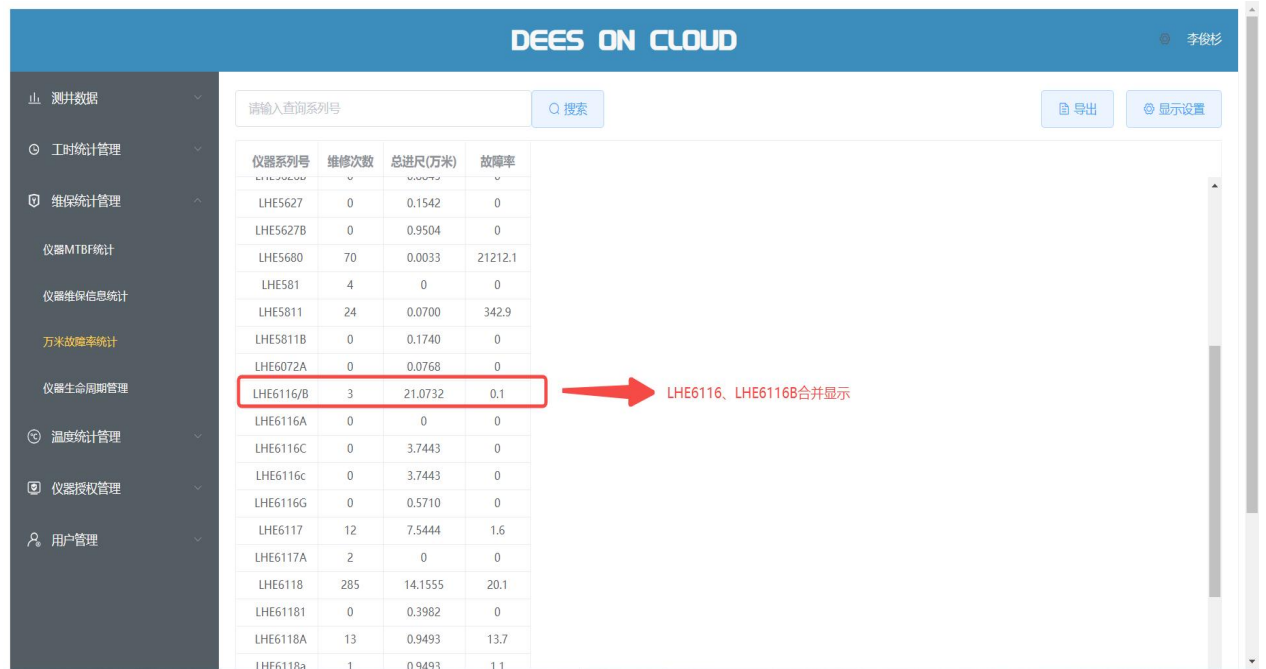 DEES ON CLOUD
李俊杉
测井数据
工时统计管理
维保统计管理
仪器MTBF统计
仪器维保信息统计
万米故障率统计
仪器生命周期管理
温度统计管理
仪器授权管理
用户管理
请输入查询系列号
搜索
导出
显示设置
仪器系列号 维修次数 总进尺(万米) 故障率
LHE5627 0 0.1542 0
LHE5627B 0 0.9504 0
LHE5680 70 0.0033 21212.1
LHE581 4 0 0
LHE5811 24 0.0700 342.9
LHE5811B 0 0.1740 0
LHE6072A 0 0.0768 0
LHE6116/B 3 21.0732 0.1
LHE6116、LHE6116B合并显示
LHE6116A 0 0 0
LHE6116C 0 3.7443 0
LHE6116c 0 3.7443 0
LHE6116G 0 0.5710 0
LHE6117 12 7.5444 1.6
LHE6117A 2 0 0
LHE6118 285 14.1555 20.1
LHE61181 0 0.3982 0
LHE6118A 13 0.9493 13.7
LHE6118a 1 0.9493 1.1